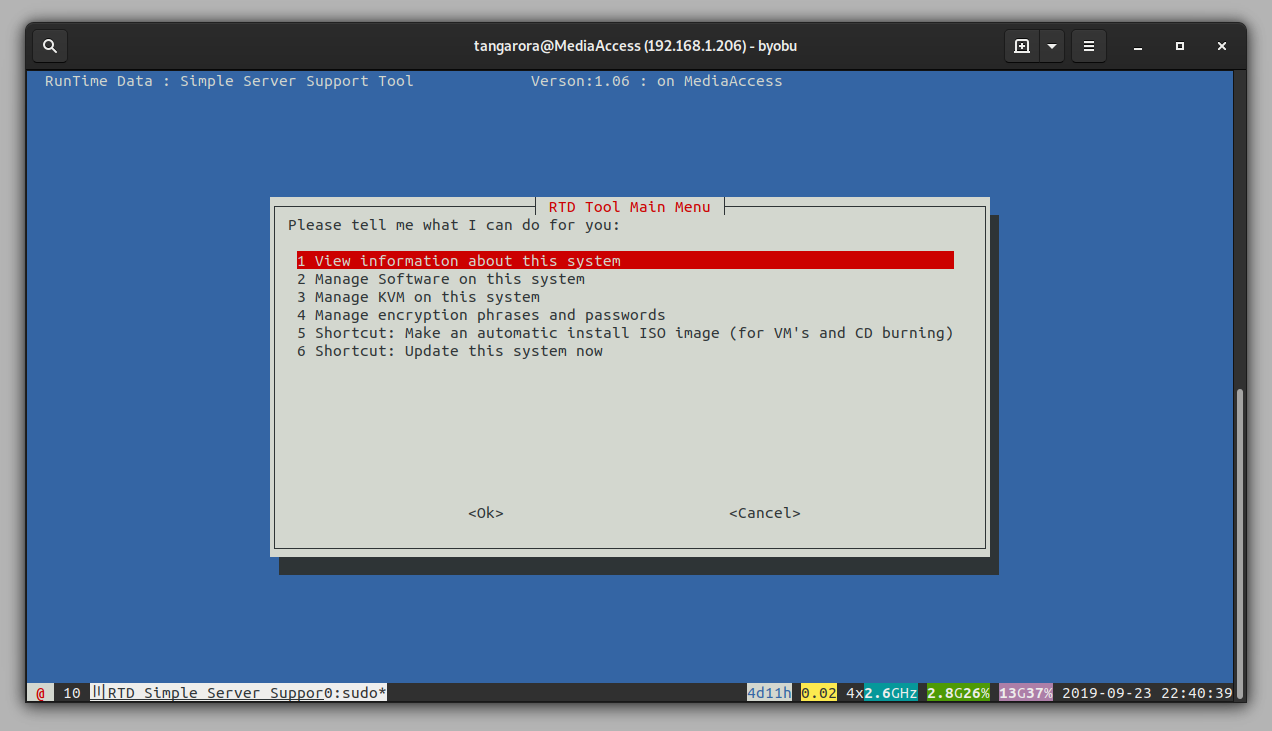 tangarora@MediaAccess (192.168.1.206) - byobu
RunTime Data : Simple Server Support Tool Verson:1.06 : on MediaAccess
RTD Tool Main Menu
Please tell me what I can do for you:
1 View information about this system
2 Manage Software on this system
3 Manage KVM on this system
4 Manage encryption phrases and passwords
5 Shortcut: Make an automatic install ISO image (for VM's and CD burning)
6 Shortcut: Update this system now
<Ok> <Cancel>
@ 10 RTD Simple Server Suppor0:sudo* 4d11h 0.02 4x2.6GHz 2.8G26% 13G37% 2019-09-23 22:40:39